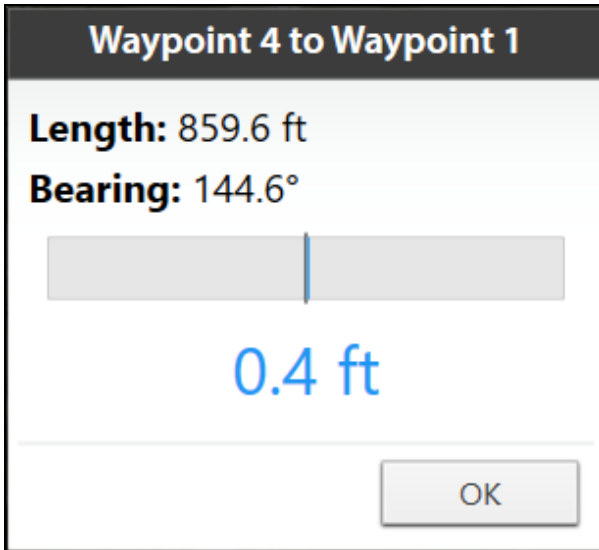 Waypoint 4 to Waypoint 1
Length: 859.6 ft
Bearing: 144.6°
0.4 ft
OK